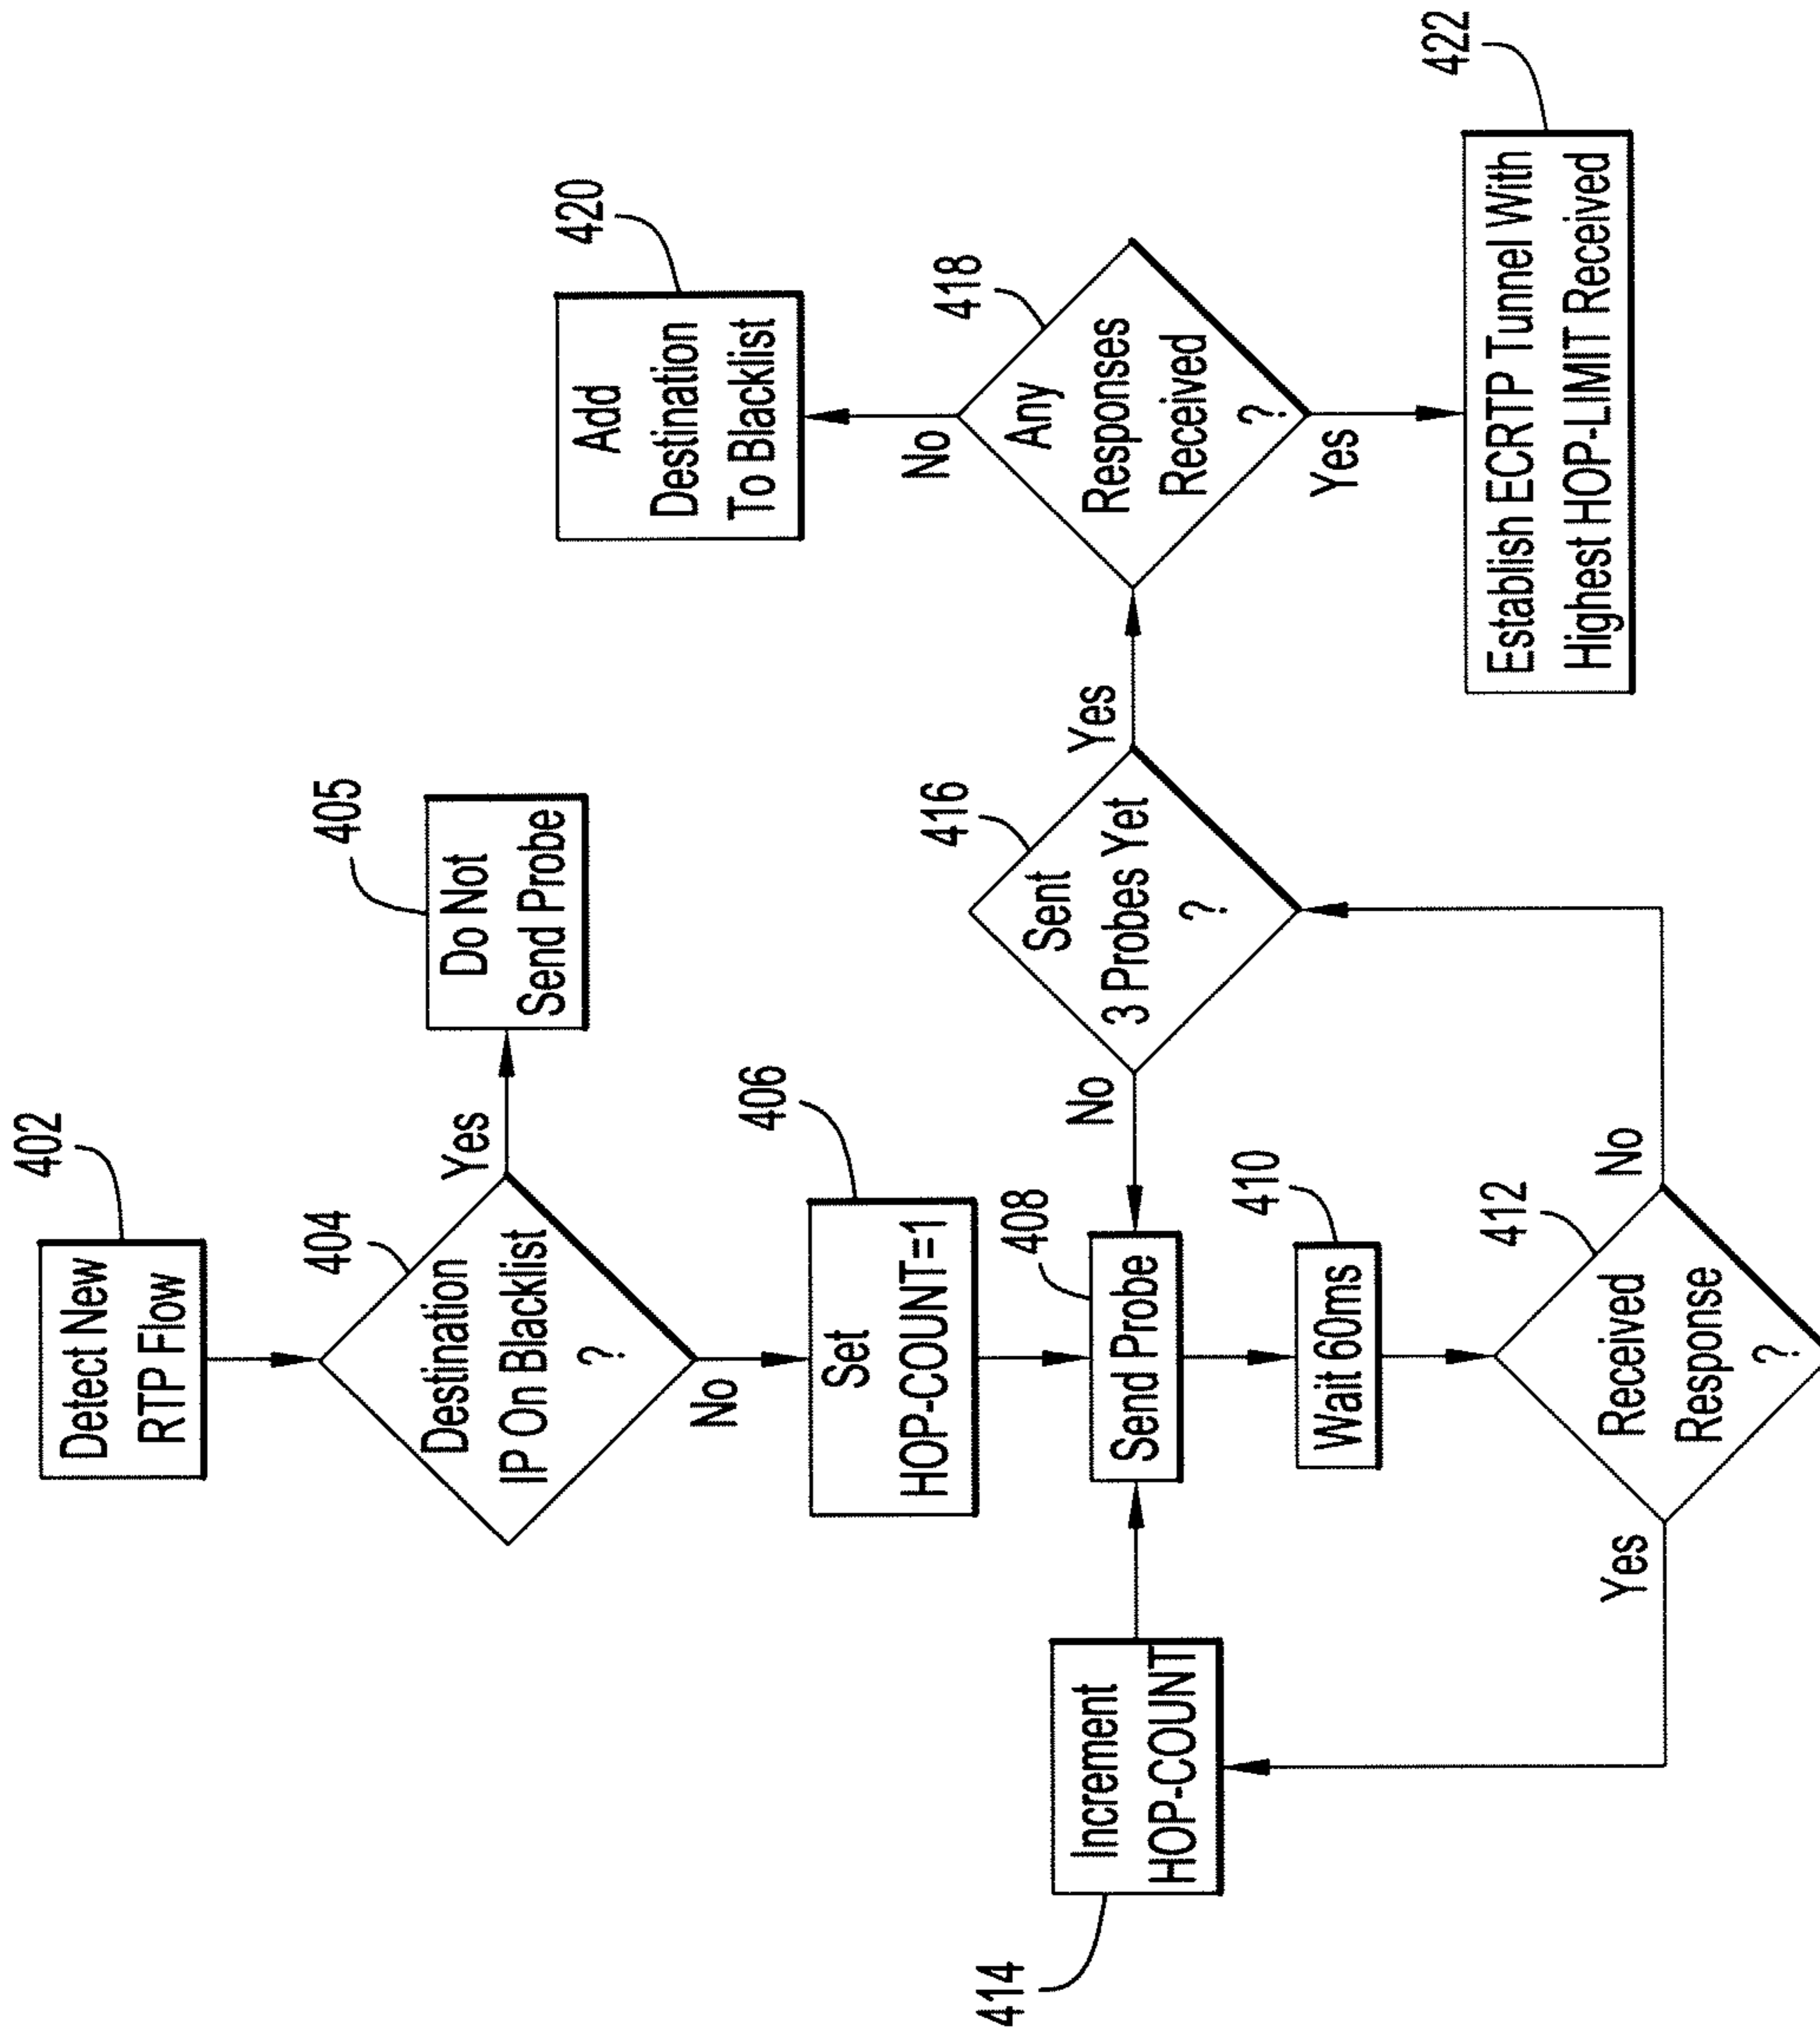 402
Detect New
RTP Flow
404
Destination
IP On Blacklist
?
Yes
405
Do Not
Send Probe
No
406
Set
HOP-COUNT=1
408
Send Probe
410
Wait 60ms
412
Received
Response
?
Yes
414
Increment
HOP-COUNT
No
416
Sent
3 Probes Yet
?
No
Yes
418
Any
Responses
Received
?
No
420
Add
Destination
To Blacklist
Yes
422
Establish ECRTP Tunnel With
Highest HOP-LIMIT Received